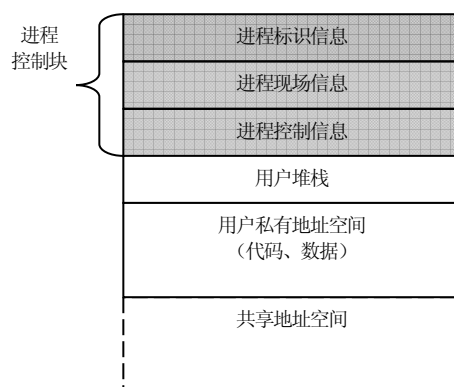 进程
控制块
进程标识信息
进程现场信息
进程控制信息
用户堆栈
用户私有地址空间
（代码、数据）
共享地址空间